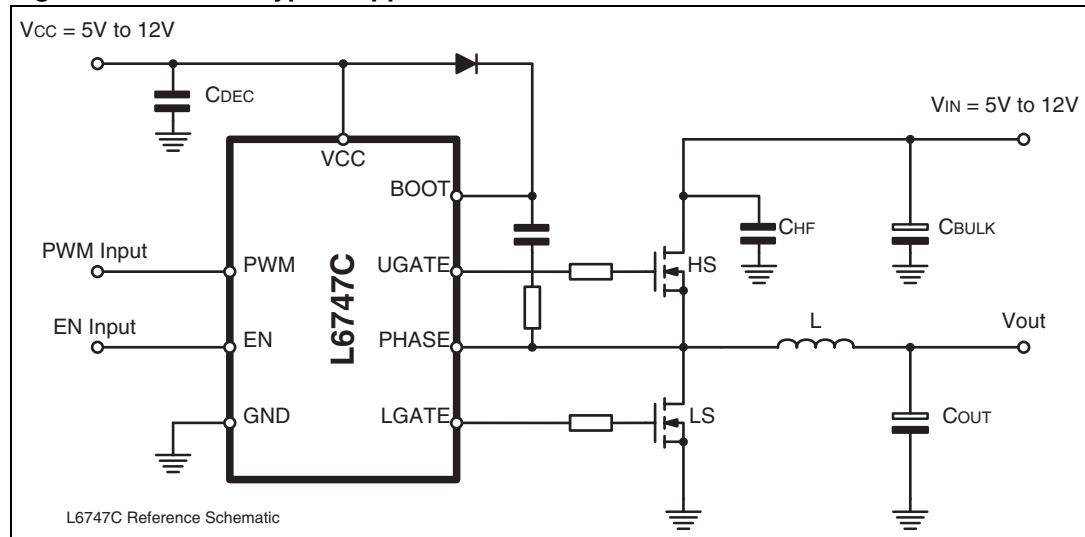 VCC = 5V to 12V
CDEC
VIN = 5V to 12V
VCC
BOOT
CHF
CBULK
PWM Input
PWM
UGATE
HS
L6747C
EN Input
EN
PHASE
L
Vout
GND
LGATE
LS
COUT
L6747C Reference Schematic